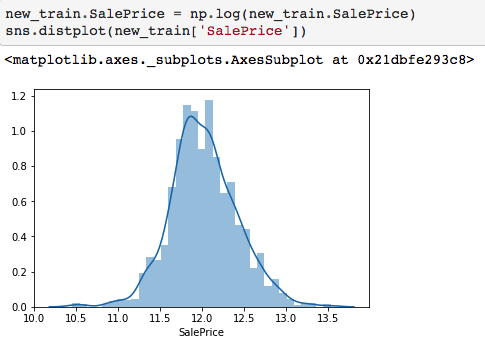 new_train.SalePrice = np.log(new_train.SalePrice)
sns.distplot(new_train['SalePrice'])
<matplotlib.axes._subplots.AxesSubplot at 0x21dbfe293c8>
1.2
1.0
0.8
0.6
0.4
0.2
0.0
10.0 10.5 11.0 11.5 12.0 12.5 13.0 13.5
SalePrice